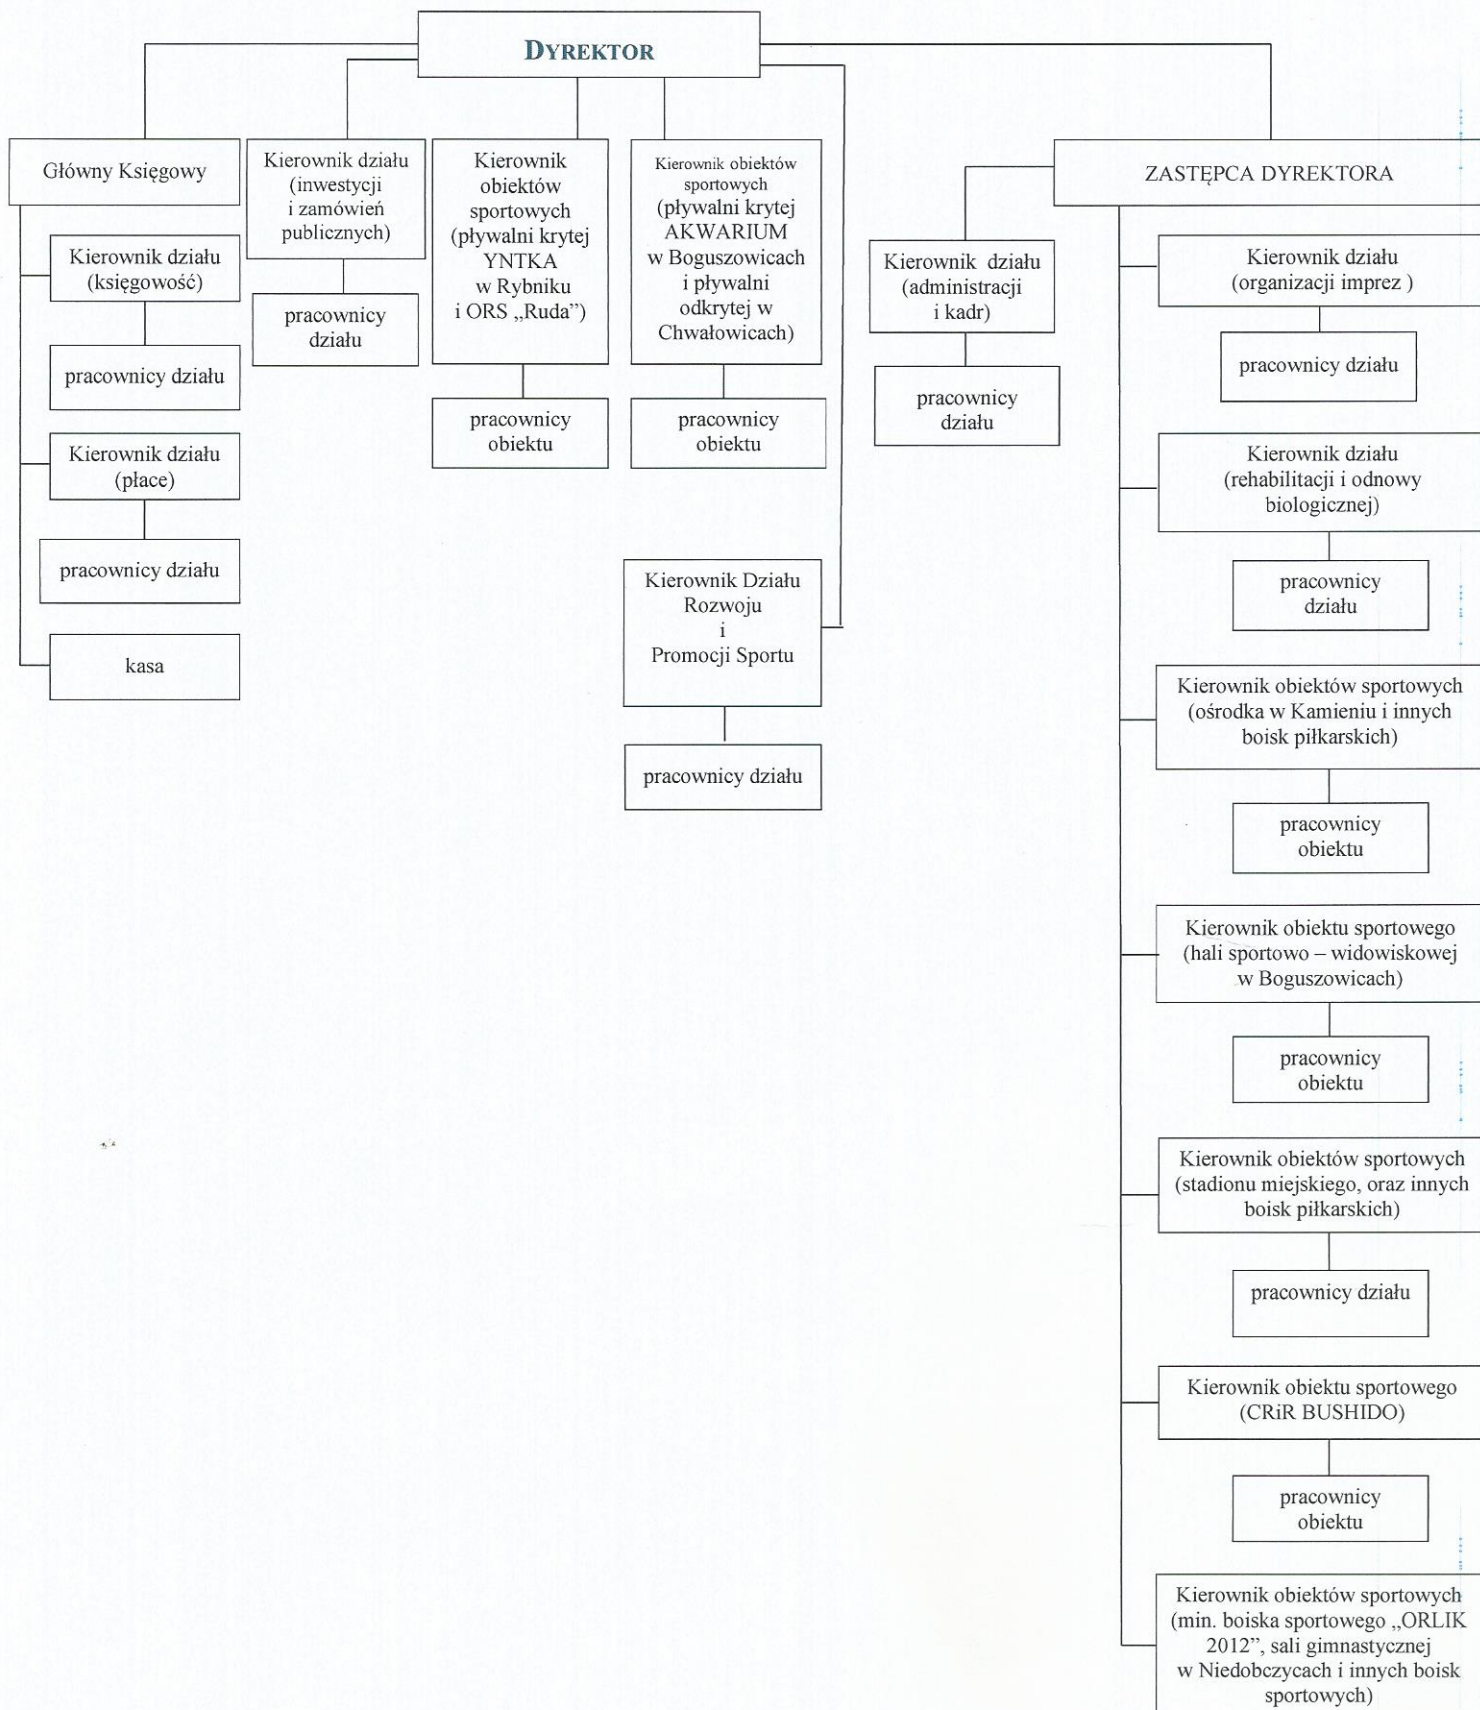 DYREKTOR
Główny Księgowy
Kierownik działu
(księgowość)
pracownicy działu
Kierownik działu
(płace)
pracownicy działu
kasa
Kierownik działu
(inwestycji
i zamówień
publicznych)
pracownicy
działu
Kierownik
obiektów
sportowych
(pływalni krytej
YNTKA
w Rybniku
i ORS „Ruda”)
pracownicy
obiektu
Kierownik obiektów
sportowych
(pływalni krytej
AKWARIUM
w Boguszowicach
i pływalni
odkrytej w
Chwałowicach)
pracownicy
obiektu
Kierownik Działu
Rozwoju
i
Promocji Sportu
pracownicy działu
ZASTĘPCA DYREKTORA
Kierownik działu
(administracji
i kadr)
pracownicy
działu
Kierownik działu
(organizacji imprez )
pracownicy działu
Kierownik działu
(rehabilitacji i odnowy
biologicznej)
pracownicy
działu
Kierownik obiektów sportowych
(ośrodka w Kamieniu i innych
boisk piłkarskich)
pracownicy
obiektu
Kierownik obiektu sportowego
(hali sportowo – widowiskowej
w Boguszowicach)
pracownicy
obiektu
Kierownik obiektów sportowych
(stadionu miejskiego, oraz innych
boisk piłkarskich)
pracownicy działu
Kierownik obiektu sportowego
(CRiR BUSHIDO)
pracownicy
obiektu
Kierownik obiektów sportowych
(min. boiska sportowego „ORLIK
2012”, sali gimnastycznej
w Niedobczycach i innych boisk
sportowych)